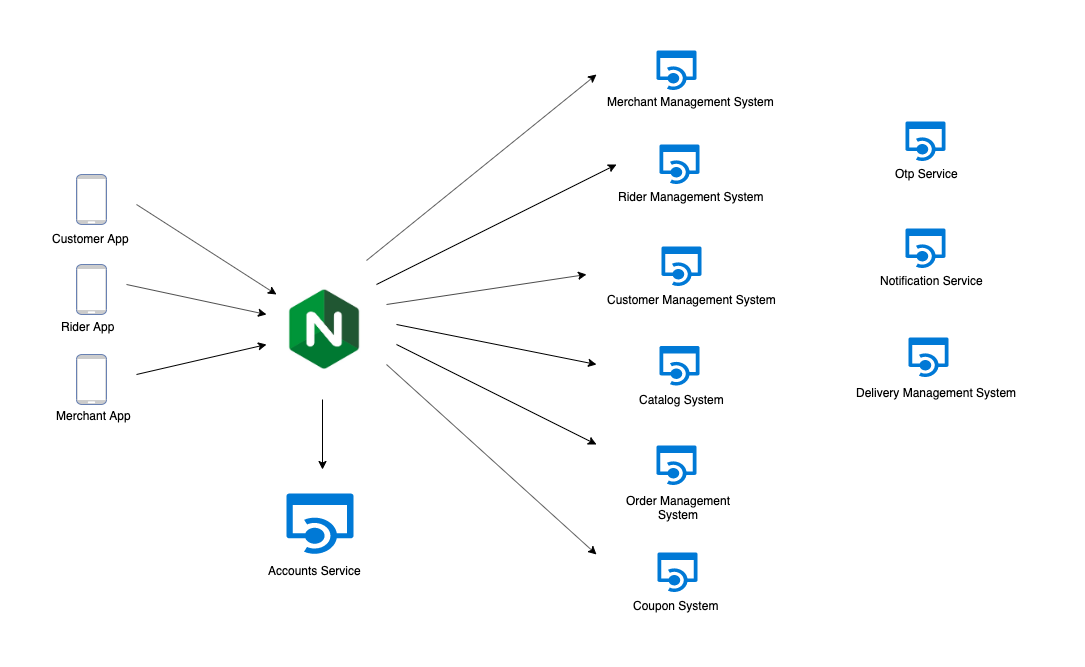 Merchant Management System
Otp Service
Rider Management System
Customer App
Notification Service
Customer Management System
Rider App
N
Delivery Management System
Catalog System
Merchant App
Order Management
System
Accounts Service
Coupon System